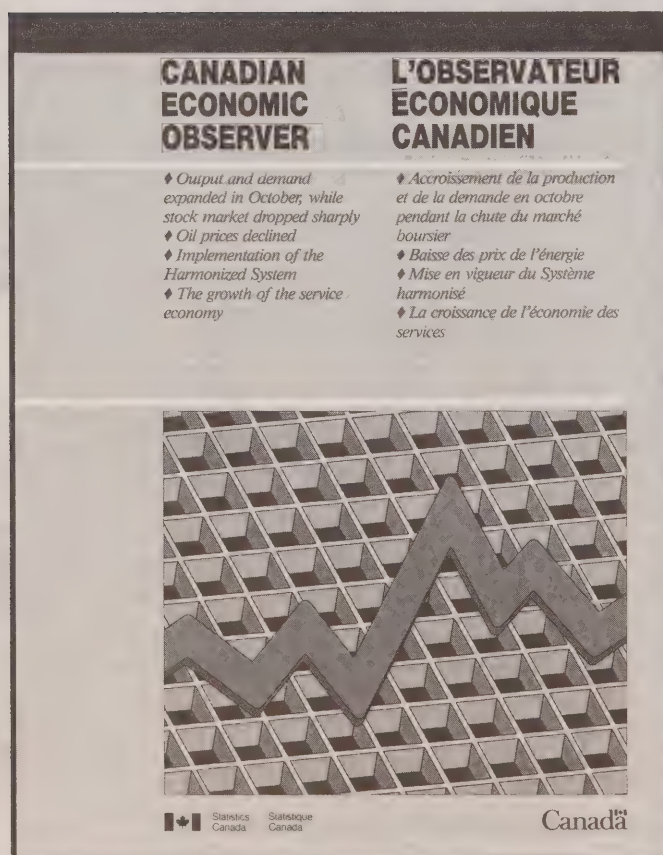 CANADIAN
ECONOMIC
OBSERVER
♦ Output and demand
expanded in October, while
stock market dropped sharply
♦ Oil prices declined
♦ Implementation of the
Harmonized System
♦ The growth of the service
economy
L'OBSERVATEUR
ÉCONOMIQUE
CANADIEN
♦ Accroissement de la production
et de la demande en octobre
pendant la chute du marché
boursier
♦ Baisse des prix de l'énergie
♦ Mise en vigueur du Système
harmonisé
♦ La croissance de l'économie des
services
Statistics
Canada
Statistique
Canada
Canada